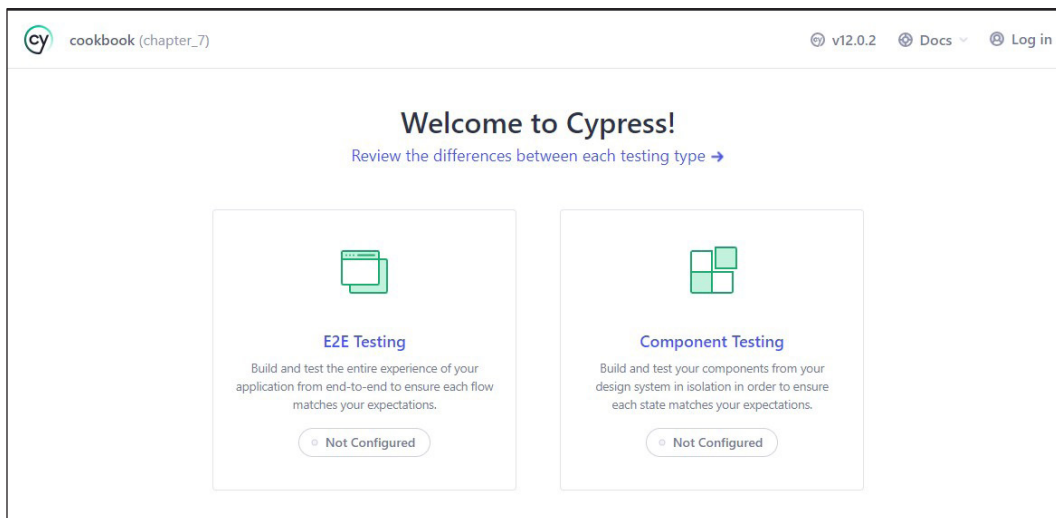 cy cookbook (chapter_7) cy v12.0.2 Docs Log in
Welcome to Cypress!
Review the differences between each testing type →
E2E Testing
Build and test the entire experience of your
application from end-to-end to ensure each flow
matches your expectations.
Not Configured
Component Testing
Build and test your components from your
design system in isolation in order to ensure
each state matches your expectations.
Not Configured